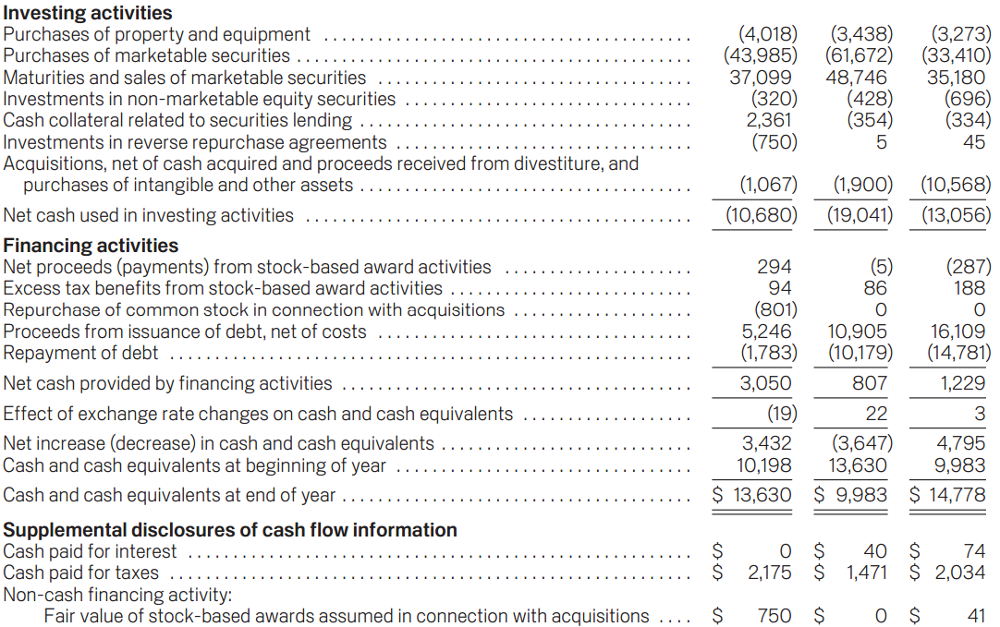 Investing activities
Purchases of property and equipment ... (4,018) (3,438) (3,273)
Purchases of marketable securities ... (43,985) (61,672) (33,410)
Maturities and sales of marketable securities ... 37,099 48,746 35,180
Investments in non-marketable equity securities ... (320) (428) (696)
Cash collateral related to securities lending ... 2,361 (354) (334)
Investments in reverse repurchase agreements ... (750) 5 45
Acquisitions, net of cash acquired and proceeds received from divestiture, and
purchases of intangible and other assets ... (1,067) (1,900) (10,568)
Net cash used in investing activities ... (10,680) (19,041) (13,056)
Financing activities
Net proceeds (payments) from stock-based award activities ... 294 (5) (287)
Excess tax benefits from stock-based award activities ... 94 86 188
Repurchase of common stock in connection with acquisitions ... (801) 0 0
Proceeds from issuance of debt, net of costs ... 5,246 10,905 16,109
Repayment of debt ... (1,783) (10,179) (14,781)
Net cash provided by financing activities ... 3,050 807 1,229
Effect of exchange rate changes on cash and cash equivalents ... (19) 22 3
Net increase (decrease) in cash and cash equivalents ... 3,432 (3,647) 4,795
Cash and cash equivalents at beginning of year ... 10,198 13,630 9,983
Cash and cash equivalents at end of year ... $ 13,630 $ 9,983 $ 14,778
Supplemental disclosures of cash flow information
Cash paid for interest ... $ 0 $ 40 $ 74
Cash paid for taxes ... $ 2,175 $ 1,471 $ 2,034
Non-cash financing activity:
Fair value of stock-based awards assumed in connection with acquisitions .... $ 750 $ 0 $ 41